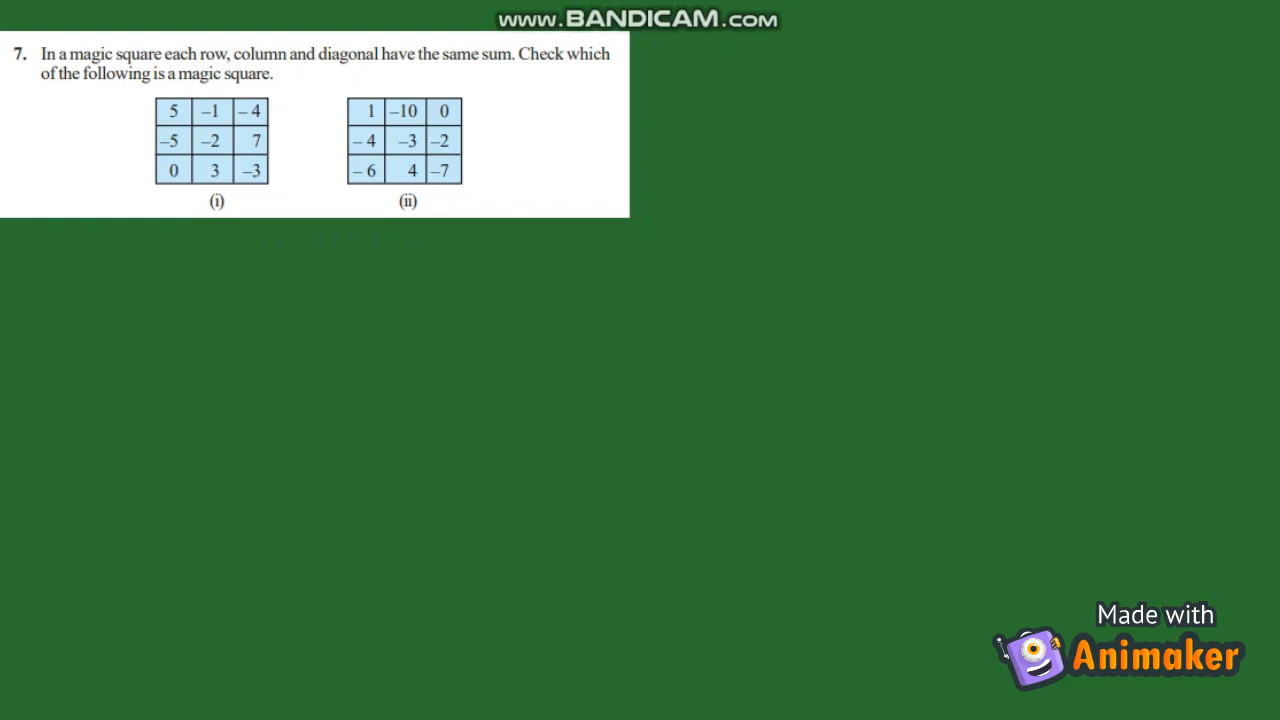 www.BANDICAM.com
7. In a magic square each row, column and diagonal have the same sum. Check which
of the following is a magic square.
5 –1 – 4 1 –10 0
–5 –2 7 – 4 –3 –2
0 3 –3 – 6 4 –7
(i) (ii)
Made with
Animaker